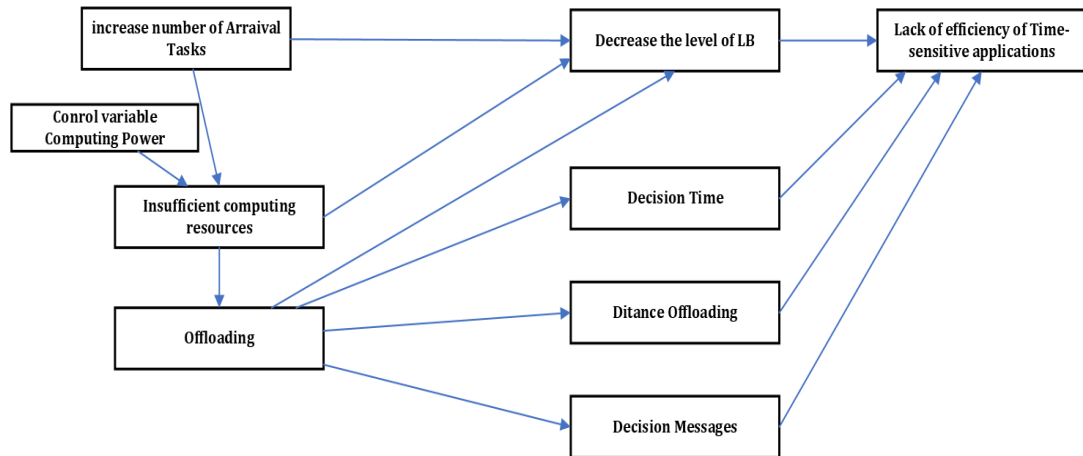 increase number of Arraival
Tasks
Decrease the level of LB
Lack of efficiency of Time-
sensitive applications
Conrol variable
Computing Power
Insufficient computing
resources
Decision Time
Offloading
Ditance Offloading
Decision Messages